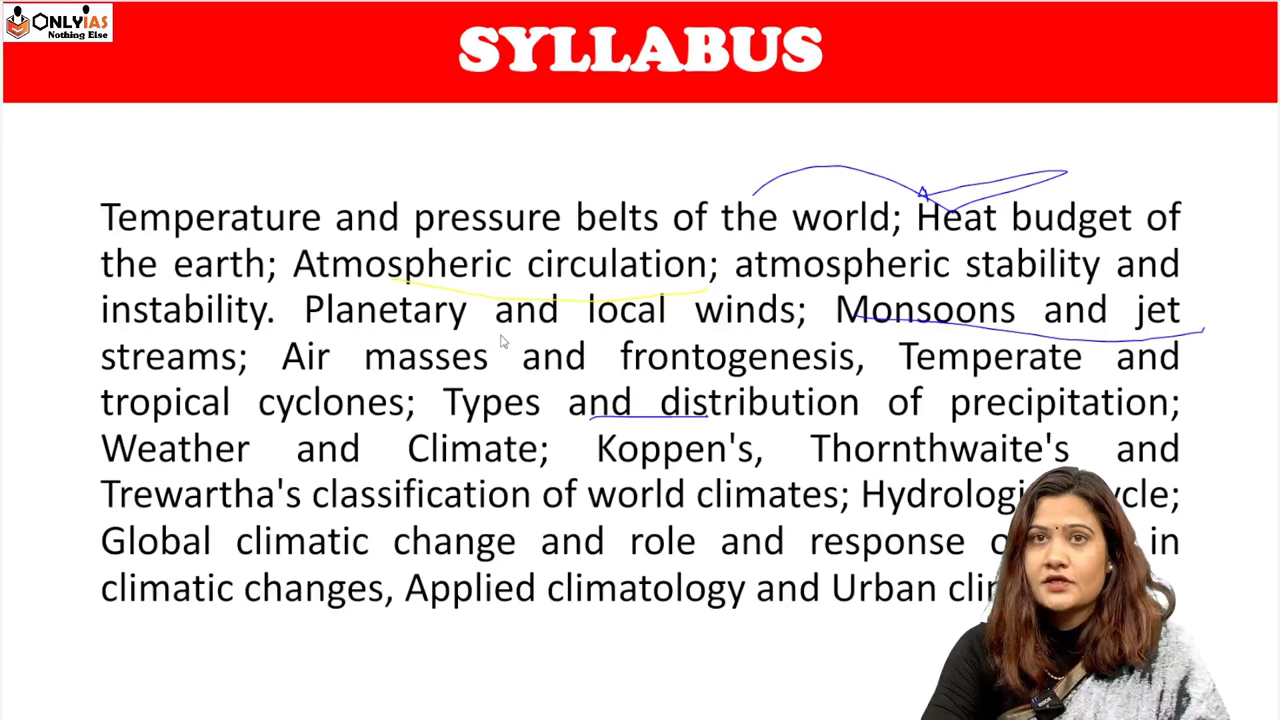 ONLYIAS
Nothing Else
SYLLABUS
Temperature and pressure belts of the world; Heat budget of
the earth; Atmospheric circulation; atmospheric stability and
instability. Planetary and local winds; Monsoons and jet
streams; Air masses and frontogenesis, Temperate and
tropical cyclones; Types and distribution of precipitation;
Weather and Climate; Koppen's, Thornthwaite's and
Trewartha's classification of world climates;
Global climatic change and role and response in
climatic changes, Applied climatology and Urban